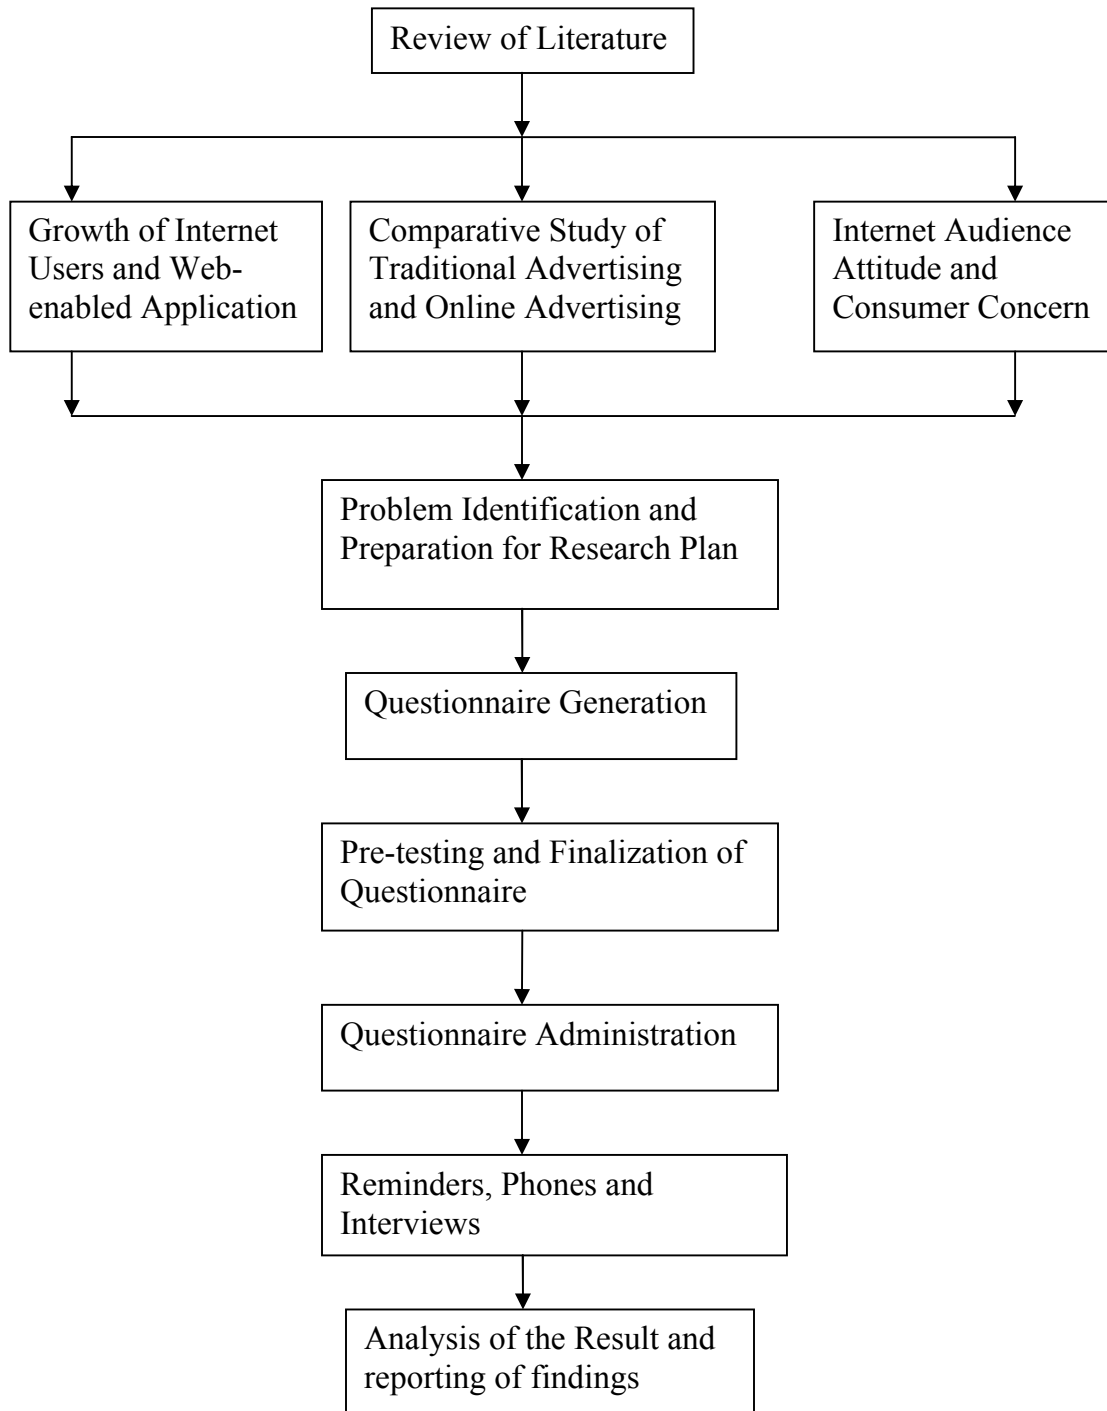 Review of Literature
Growth of Internet
Users and Web-
enabled Application
Comparative Study of
Traditional Advertising
and Online Advertising
Internet Audience
Attitude and
Consumer Concern
Problem Identification and
Preparation for Research Plan
Questionnaire Generation
Pre-testing and Finalization of
Questionnaire
Questionnaire Administration
Reminders, Phones and
Interviews
Analysis of the Result and
reporting of findings